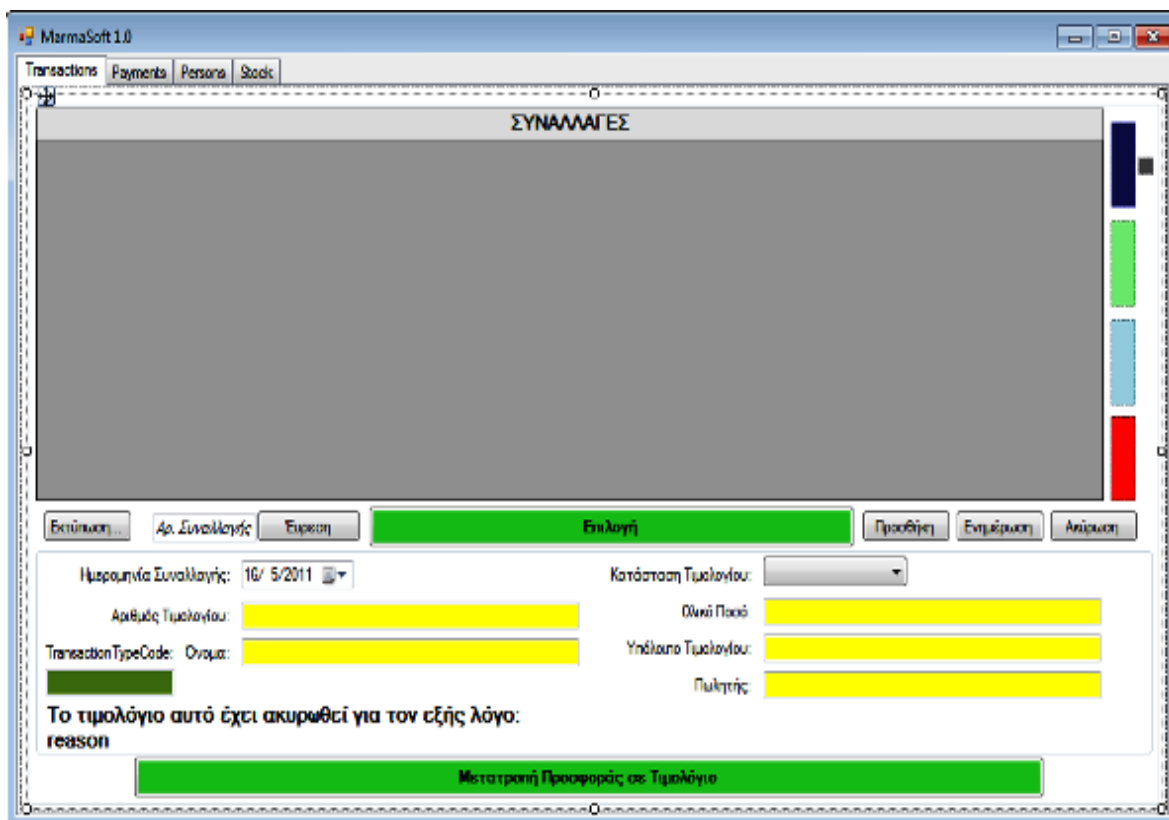 MarmaSoft 1.0
Transactions Payments Persons Stock
ΣΥΝΑΛΛΑΓΕΣ
Εκτύπωση... Αρ. Συναλλαγής Έυρεση Επιλογή Προσθήκη Ενημέρωση Ακύρωση
Ημερομηνία Συναλλαγής: 16/ 5/2011 Κατάσταση Τιμολογίου:
Αριθμός Τιμολογίου: Ολικό Ποσό:
TransactionTypeCode: Ονομα: Υπόλοιπο Τιμολογίου:
Πωλητής:
Το τιμολόγιο αυτό έχει ακυρωθεί για τον εξής λόγο:
reason
Μετατροπή Προσφοράς σε Τιμολόγιο